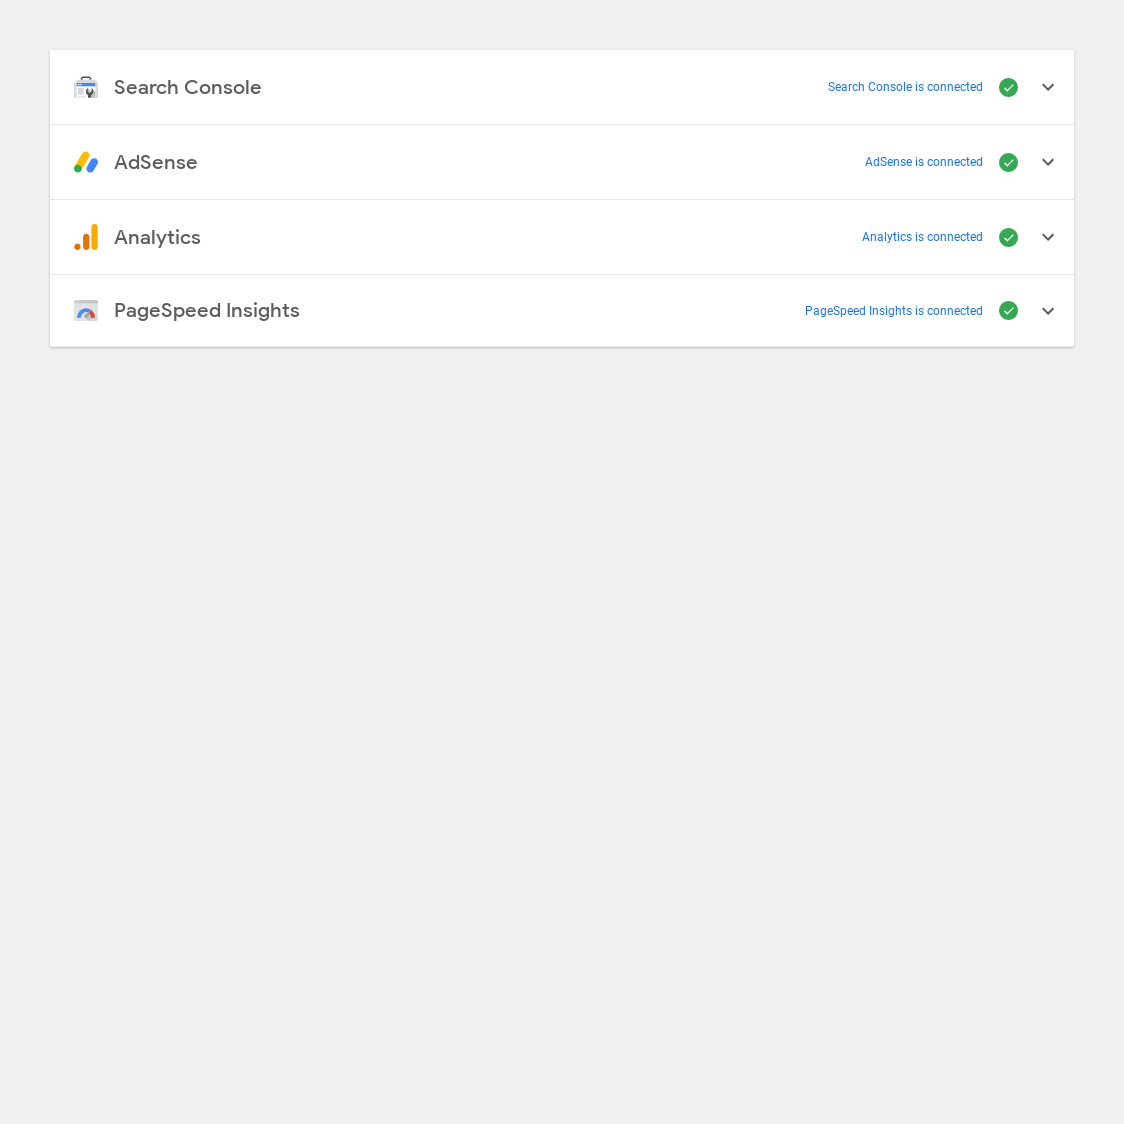 Search Console
Search Console is connected
AdSense
AdSense is connected
Analytics
Analytics is connected
PageSpeed Insights
PageSpeed Insights is connected